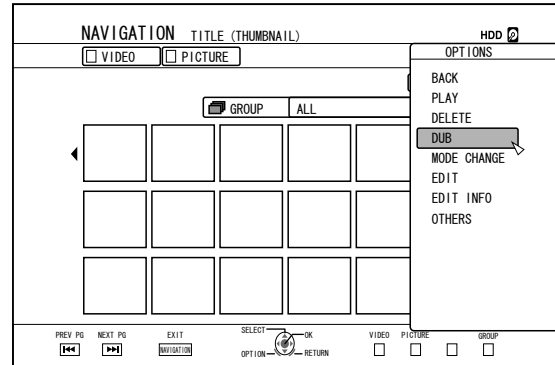 NAVIGATION TITLE (THUMBNAIL) HDD
VIDEO PICTURE
OPTIONS
BACK
PLAY
DELETE
DUB
MODE CHANGE
EDIT
EDIT INFO
OTHERS
GROUP ALL
PREV PG NEXT PG EXIT SELECT OK VIDEO PICTURE GROUP
NAVIGATION OPTION RETURN